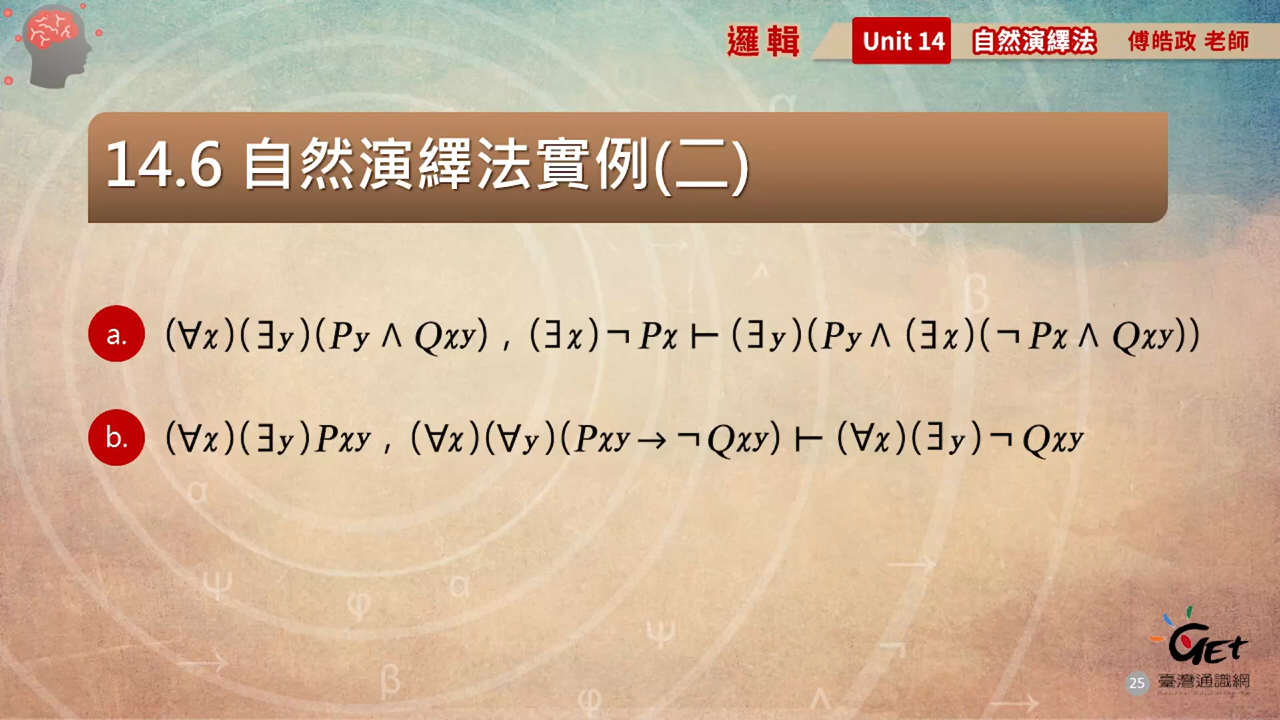 邏輯 Unit 14 自然演繹法 傅皓政 老師
14.6 自然演繹法實例(二)
a. (∀x)(∃y)(Py ∧ Qxy) , (∃x)¬Px ⊢ (∃y)(Py ∧ (∃x)(¬Px ∧ Qxy))
b. (∀x)(∃y)Pxy , (∀x)(∀y)(Pxy → ¬Qxy) ⊢ (∀x)(∃y)¬Qxy
GET
25 臺灣通識網